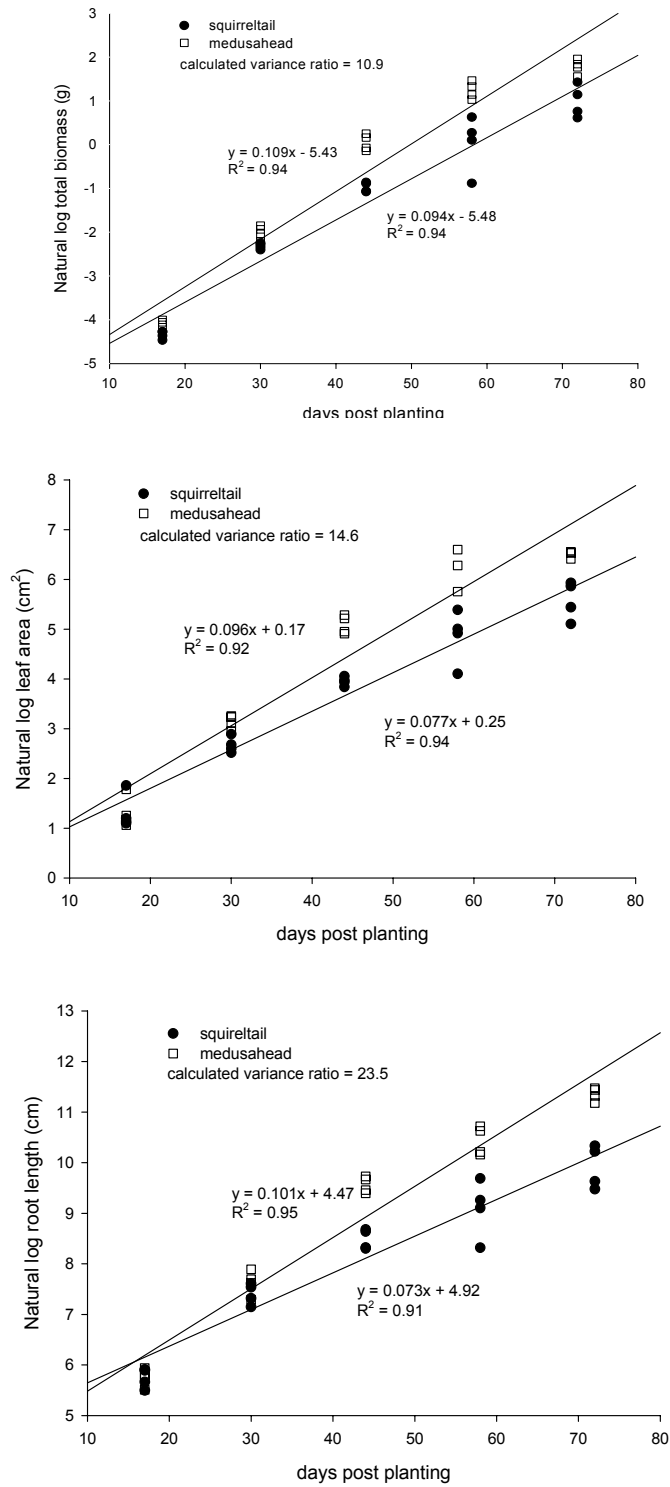 squirreltail
medusahead
calculated variance ratio = 10.9
Natural log total biomass (g)
3
2
1
0
-1
-2
-3
-4
-5
y = 0.109x - 5.43
R² = 0.94
y = 0.094x - 5.48
R² = 0.94
10 20 30 40 50 60 70 80
days post planting
squirreltail
medusahead
calculated variance ratio = 14.6
Natural log leaf area (cm²)
8
7
6
5
4
3
2
1
0
y = 0.096x + 0.17
R² = 0.92
y = 0.077x + 0.25
R² = 0.94
10 20 30 40 50 60 70 80
days post planting
squireltail
medusahead
calculated variance ratio = 23.5
Natural log root length (cm)
13
12
11
10
9
8
7
6
5
y = 0.101x + 4.47
R² = 0.95
y = 0.073x + 4.92
R² = 0.91
10 20 30 40 50 60 70 80
days post planting